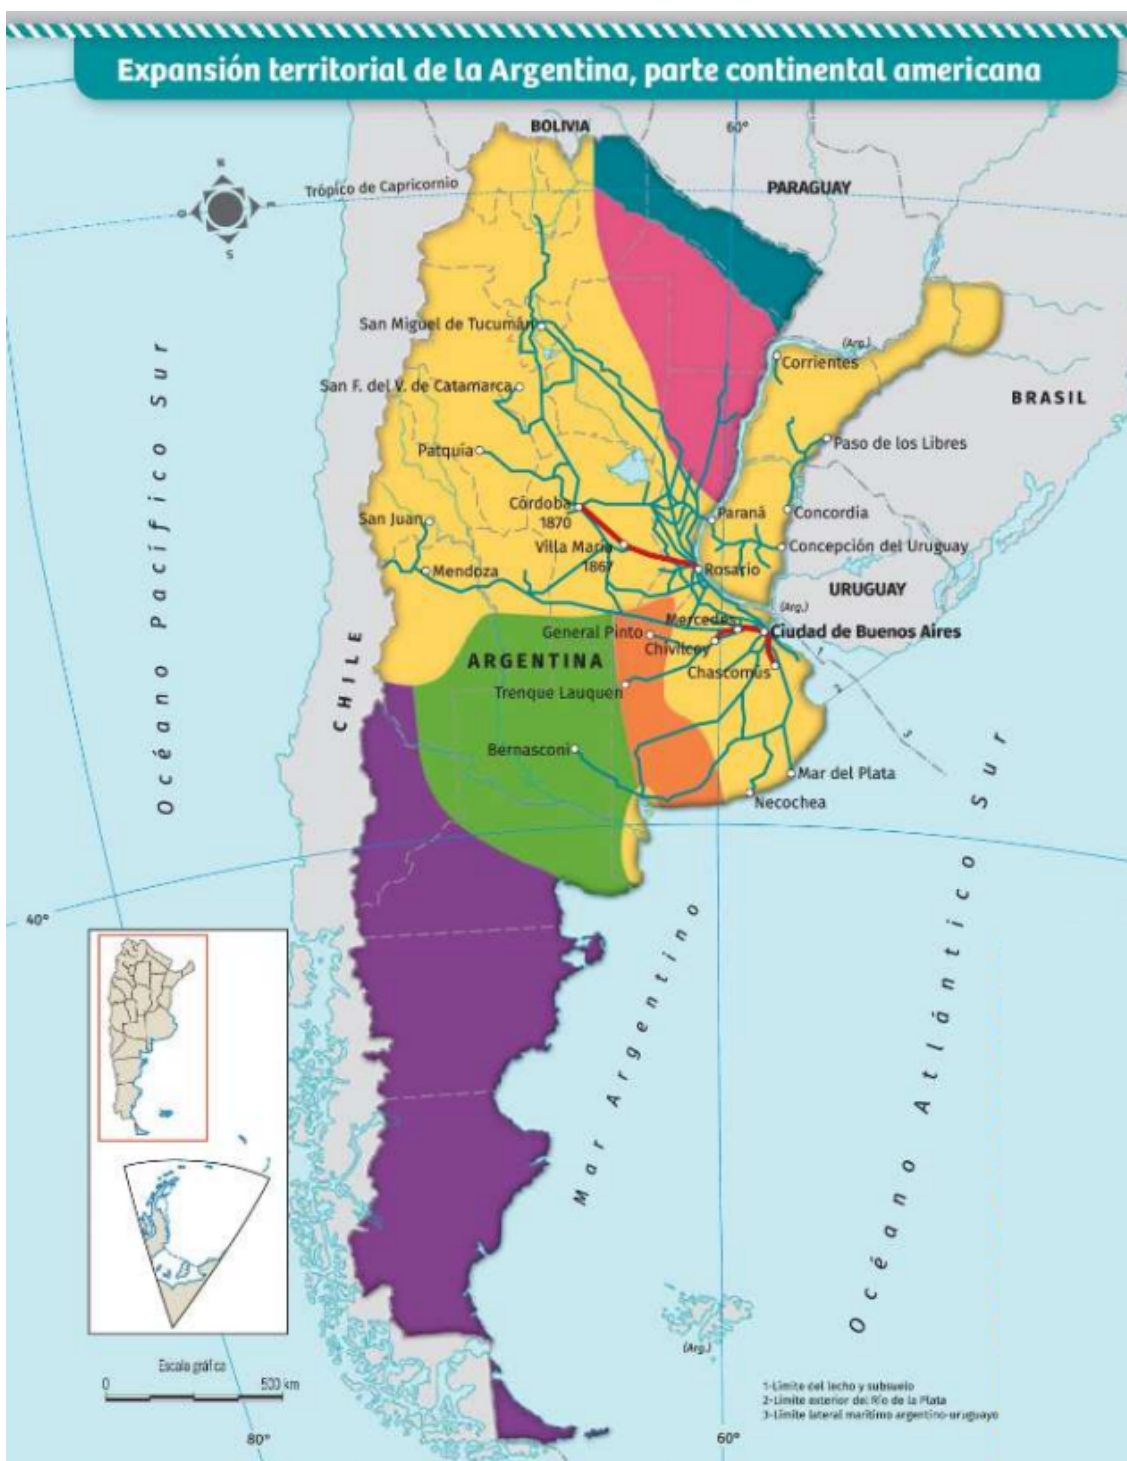 Expansión territorial de la Argentina, parte continental americana
BOLIVIA
60°
PARAGUAY
Trópico de Capricornio
N
O
E
S
San Miguel de Tucumán
(Arg.)
Corrientes
San F. del V. de Catamarca
BRASIL
Paso de los Libres
Patquía
Córdoba
1870
Paraná
Concordia
San Juan
Villa María
1867
Concepción del Uruguay
Mendoza
Rosario
URUGUAY
(Arg.)
Mercedes
General Pinto
Ciudad de Buenos Aires
Chivilcoy
1
ARGENTINA
Chascomús
2
Trenque Lauquen
3
CHILE
Bernasconi
Mar del Plata
Necochea
Océano Pacífico Sur
40°
Mar Argentino
Océano Atlántico Sur
(Arg.)
Escala gráfica
0
500 km
1-Límite del lecho y subsuelo
2-Límite exterior del Río de la Plata
3-Límite lateral marítimo argentino-uruguayo
80°
60°